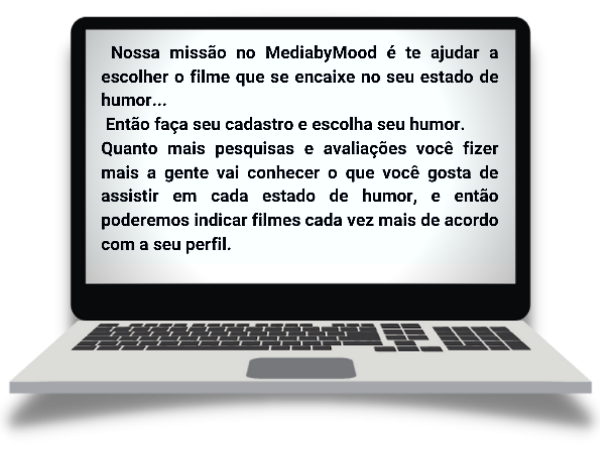 Nossa missão no MediabyMood é te ajudar a
escolher o filme que se encaixe no seu estado de
humor...
Então faça seu cadastro e escolha seu humor.
Quanto mais pesquisas e avaliações você fizer
mais a gente vai conhecer o que você gosta de
assistir em cada estado de humor, e então
poderemos indicar filmes cada vez mais de acordo
com a seu perfil.